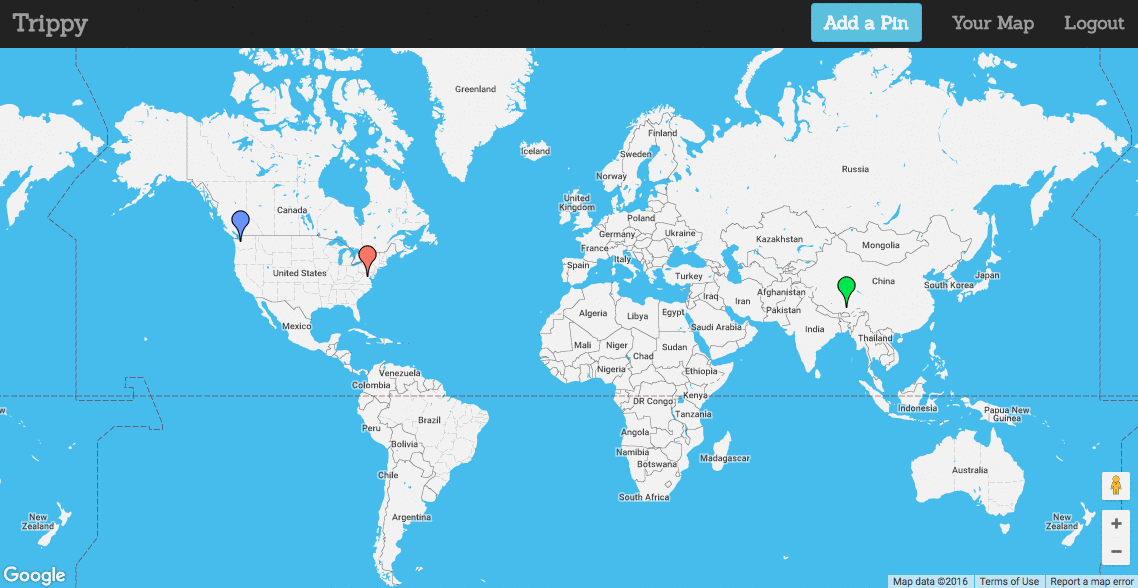 Trippy
Add a Pin
Your Map
Logout
Greenland
Iceland
Finland
Sweden
Norway
Russia
United
Kingdom
Canada
Poland
Germany
Ukraine
France
Kazakhstan
Mongolia
Italy
Spain
United States
Turkey
China
Japan
South Korea
Afghanistan
Iraq
Iran
Pakistan
Mexico
Algeria
Libya
Egypt
Saudi Arabia
India
Thailand
Mali
Niger
Chad
Sudan
Nigeria
Ethiopia
Venezuela
Colombia
Kenya
DR Congo
Indonesia
Papua New
Guinea
Tanzania
w
Brazil
Peru
Angola
Bolivia
Namibia
Botswana
Madagascar
Australia
Chile
South Africa
Argentina
New
Zealand
New
Zealand
+
−
Google
Map data ©2016
Terms of Use
Report a map error